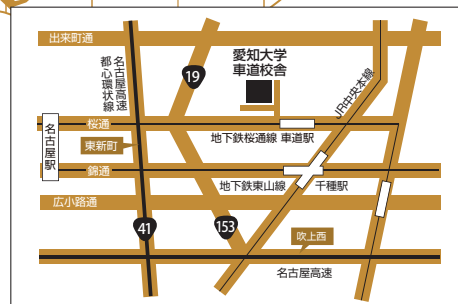 出来町通
名古屋高速
都心環状線
19
愛知大学
車道校舎
JR中央本線
名古屋駅
桜通
地下鉄桜通線 車道駅
東新町
錦通
地下鉄東山線
千種駅
広小路通
41
153
吹上西
名古屋高速